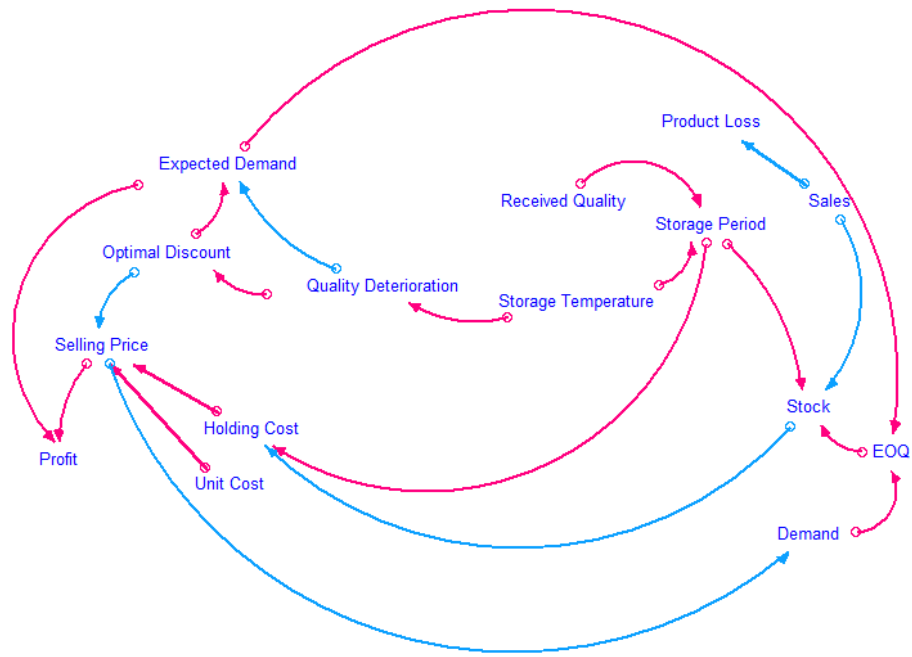 Product Loss
Expected Demand
Received Quality
Sales
Storage Period
Optimal Discount
Quality Deterioration
Storage Temperature
Selling Price
Stock
Holding Cost
EOQ
Profit
Unit Cost
Demand